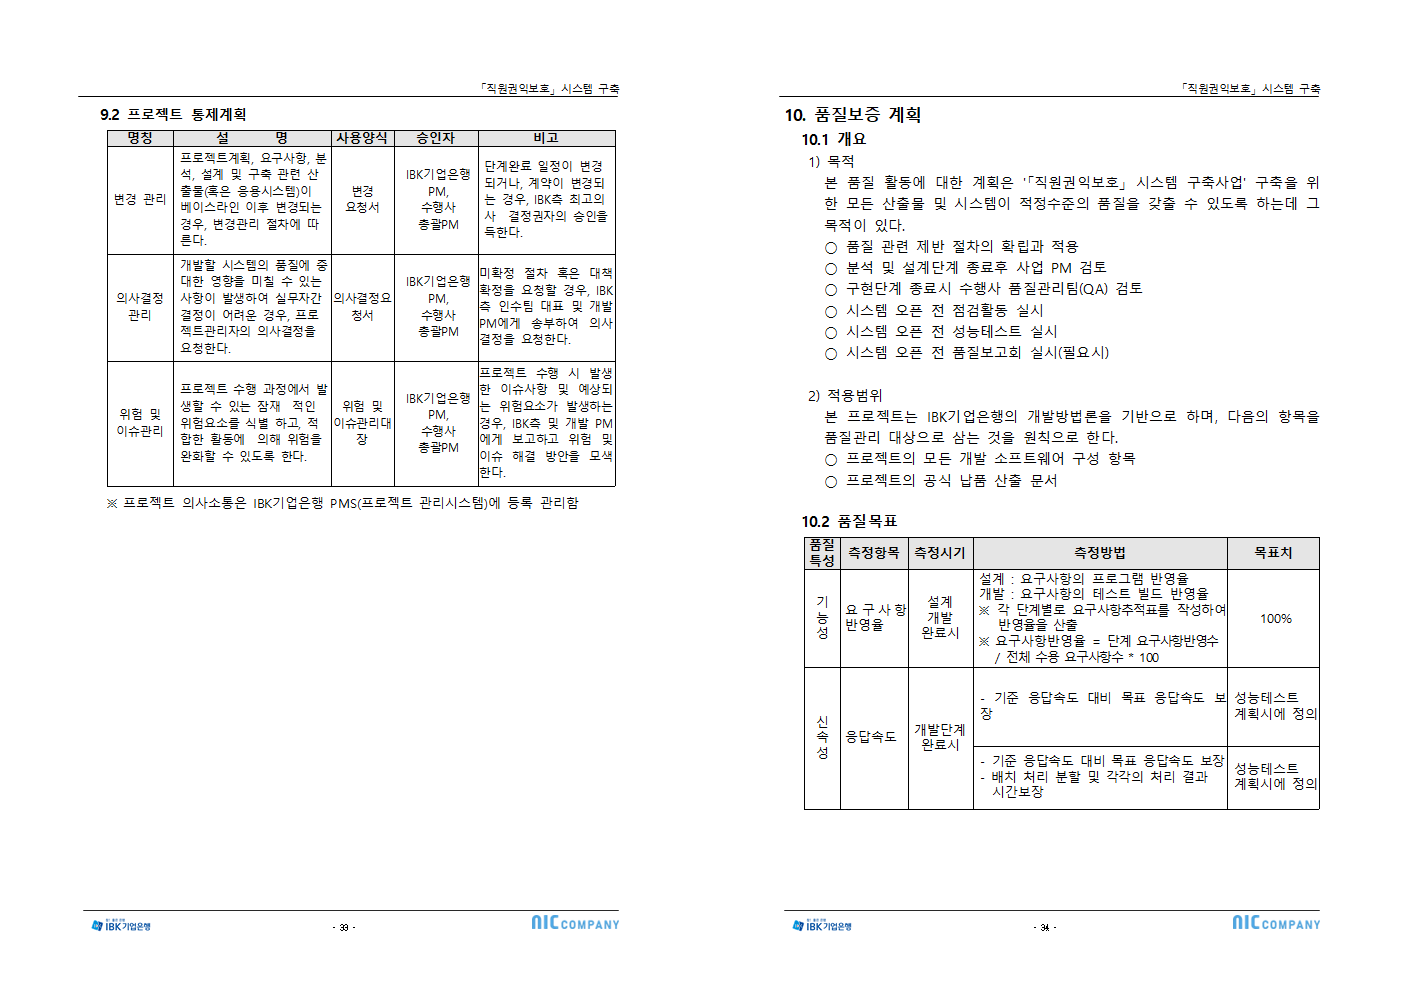 「직원권익보호」시스템 구축
9.2 프로젝트 통제계획
명칭 설 명 사용양식 승인자 비고
변경 관리
프로젝트계획, 요구사항, 분
석, 설계 및 구축 관련 산
출물(혹은 응용시스템)이
베이스라인 이후 변경되는
경우, 변경관리 절차에 따
른다.
변경
요청서
IBK기업은행
PM,
수행사
총괄PM
단계완료 일정이 변경
되거나, 계약이 변경되
는 경우, IBK측 최고의
사 결정권자의 승인을
득한다.
의사결정
관리
개발할 시스템의 품질에 중
대한 영향을 미칠 수 있는
사항이 발생하여 실무자간
결정이 어려운 경우, 프로
젝트관리자의 의사결정을
요청한다.
의사결정요
청서
IBK기업은행
PM,
수행사
총괄PM
미확정 절차 혹은 대책
확정을 요청할 경우, IBK
측 인수팀 대표 및 개발
PM에게 송부하여 의사
결정을 요청한다.
위험 및
이슈관리
프로젝트 수행 과정에서 발
생할 수 있는 잠재 적인
위험요소를 식별 하고, 적
합한 활동에 의해 위험을
완화할 수 있도록 한다.
위험 및
이슈관리대
장
IBK기업은행
PM,
수행사
총괄PM
프로젝트 수행 시 발생
한 이슈사항 및 예상되
는 위험요소가 발생하는
경우, IBK측 및 개발 PM
에게 보고하고 위험 및
이슈 해결 방안을 모색
한다.
※ 프로젝트 의사소통은 IBK기업은행 PMS(프로젝트 관리시스템)에 등록 관리함
IBK기업은행
- 33 -
NIC COMPANY
「직원권익보호」시스템 구축
10. 품질보증 계획
10.1 개요
1) 목적
본 품질 활동에 대한 계획은 '「직원권익보호」 시스템 구축사업' 구축을 위
한 모든 산출물 및 시스템이 적정수준의 품질을 갖출 수 있도록 하는데 그
목적이 있다.
○ 품질 관련 제반 절차의 확립과 적용
○ 분석 및 설계단계 종료후 사업 PM 검토
○ 구현단계 종료시 수행사 품질관리팀(QA) 검토
○ 시스템 오픈 전 점검활동 실시
○ 시스템 오픈 전 성능테스트 실시
○ 시스템 오픈 전 품질보고회 실시(필요시)
2) 적용범위
본 프로젝트는 IBK기업은행의 개발방법론을 기반으로 하며, 다음의 항목을
품질관리 대상으로 삼는 것을 원칙으로 한다.
○ 프로젝트의 모든 개발 소프트웨어 구성 항목
○ 프로젝트의 공식 납품 산출 문서
10.2 품질목표
품질
특성
측정항목 측정시기 측정방법 목표치
기
능
성
요구사항
반영율
설계
개발
완료시
설계 : 요구사항의 프로그램 반영율
개발 : 요구사항의 테스트 빌드 반영율
※ 각 단계별로 요구사항추적표를 작성하여
반영율을 산출
※ 요구사항반영율 = 단계 요구사항반영수
/ 전체 수용 요구사항수 * 100
100%
신
속
성
응답속도
개발단계
완료시
- 기준 응답속도 대비 목표 응답속도 보
장
성능테스트
계획시에 정의
- 기준 응답속도 대비 목표 응답속도 보장
- 배치 처리 분할 및 각각의 처리 결과
시간보장
성능테스트
계획시에 정의
IBK기업은행
- 34 -
NIC COMPANY